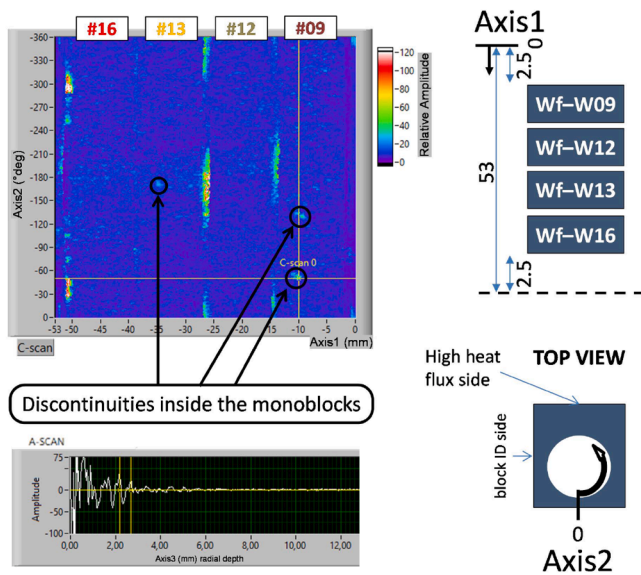 #16 #13 #12 #09
-360
-330
-300
-270
-240
-210
-180
-150
-120
-90
-60
-30
0
Axis2 (°deg)
-53 -50 -45 -40 -35 -30 -25 -20 -15 -10 -5 0
Axis1 (mm)
C-scan 0
C-scan
120
100
80
60
40
20
0
Relative Amplitude
Discontinuities inside the monoblocks
A-SCAN
75
50
0
-50
-100
Amplitude
0,00 2,00 4,00 6,00 8,00 10,00 12,00
Axis3 (mm) radial depth
Axis1
0
2.5
53
Wf–W09
Wf–W12
Wf–W13
Wf–W16
2.5
High heat
flux side
TOP VIEW
block ID side
0
Axis2